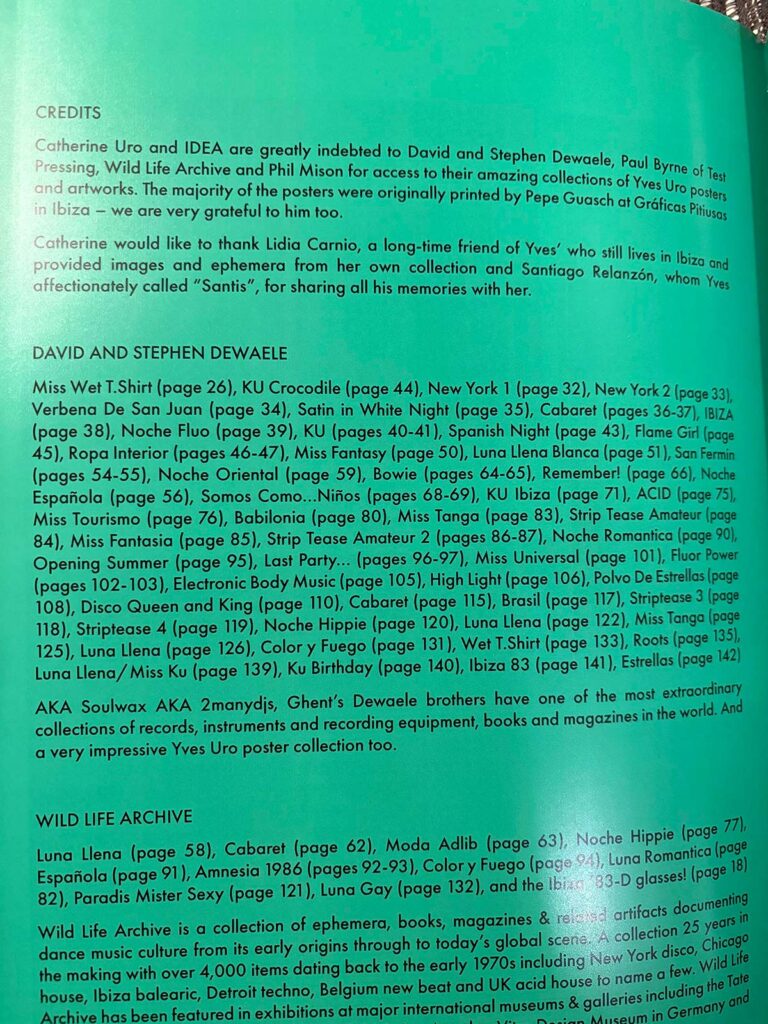 CREDITS
Catherine Uro and IDEA are greatly indebted to David and Stephen Dewaele, Paul Byrne of Test
Pressing, Wild Life Archive and Phil Mison for access to their amazing collections of Yves Uro posters
and artworks. The majority of the posters were originally printed by Pepe Guasch at Gráficas Pitiusas
in Ibiza – we are very grateful to him too.
Catherine would like to thank Lidia Carnio, a long-time friend of Yves' who still lives in Ibiza and
provided images and ephemera from her own collection and Santiago Relanzón, whom Yves
affectionately called "Santis", for sharing all his memories with her.
DAVID AND STEPHEN DEWAELE
Miss Wet T.Shirt (page 26), KU Crocodile (page 44), New York 1 (page 32), New York 2 (page 33),
Verbena De San Juan (page 34), Satin in White Night (page 35), Cabaret (pages 36-37), IBIZA
(page 38), Noche Fluo (page 39), KU (pages 40-41), Spanish Night (page 43), Flame Girl (page
45), Ropa Interior (pages 46-47), Miss Fantasy (page 50), Luna Llena Blanca (page 51), San Fermin
(pages 54-55), Noche Oriental (page 59), Bowie (pages 64-65), Remember! (page 66), Noche
Española (page 56), Somos Como...Niños (pages 68-69), KU Ibiza (page 71), ACID (page 75),
Miss Tourismo (page 76), Babilonia (page 80), Miss Tanga (page 83), Strip Tease Amateur (page
84), Miss Fantasia (page 85), Strip Tease Amateur 2 (pages 86-87), Noche Romantica (page 90),
Opening Summer (page 95), Last Party... (pages 96-97), Miss Universal (page 101), Fluor Power
(pages 102-103), Electronic Body Music (page 105), High Light (page 106), Polvo De Estrellas (page
108), Disco Queen and King (page 110), Cabaret (page 115), Brasil (page 117), Striptease 3 (page
118), Striptease 4 (page 119), Noche Hippie (page 120), Luna Llena (page 122), Miss Tanga (page
125), Luna Llena (page 126), Color y Fuego (page 131), Wet T.Shirt (page 133), Roots (page 135),
Luna Llena/ Miss Ku (page 139), Ku Birthday (page 140), Ibiza 83 (page 141), Estrellas (page 142)
AKA Soulwax AKA 2manydjs, Ghent's Dewaele brothers have one of the most extraordinary
collections of records, instruments and recording equipment, books and magazines in the world. And
a very impressive Yves Uro poster collection too.
WILD LIFE ARCHIVE
Luna Llena (page 58), Cabaret (page 62), Moda Adlib (page 63), Noche Hippie (page 77),
Española (page 91), Amnesia 1986 (pages 92-93), Color y Fuego (page 94), Luna Romantica (page
82), Paradis Mister Sexy (page 121), Luna Gay (page 132), and the Ibiza '83-D glasses! (page 18)
Wild Life Archive is a collection of ephemera, books, magazines & related artifacts documenting
dance music culture from its early origins through to today's global scene. A collection 25 years in
the making with over 4,000 items dating back to the early 1970s including New York disco, Chicago
house, Ibiza balearic, Detroit techno, Belgium new beat and UK acid house to name a few. Wild Life
Archive has been featured in exhibitions at major international museums & galleries including the Tate
Design Museum in Germany and